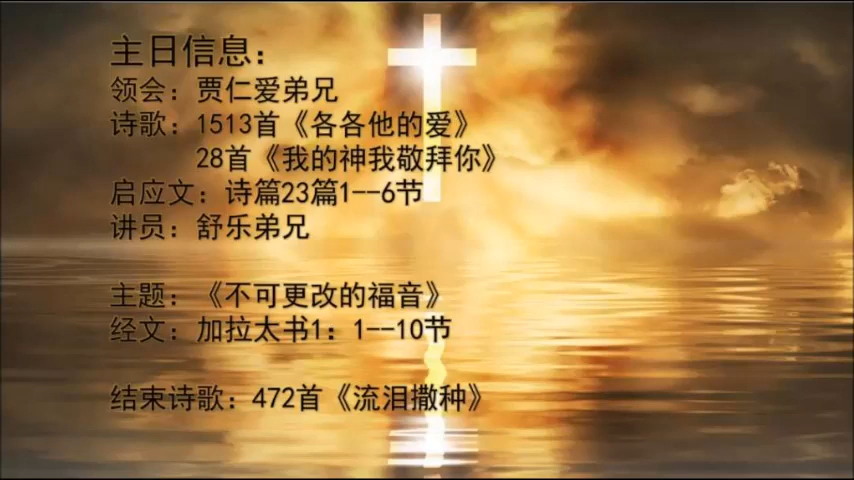 主日信息：
领会：贾仁爱弟兄
诗歌：1513首《各各他的爱》
28首《我的神我敬拜你》
启应文：诗篇23篇1--6节
讲员：舒乐弟兄
主题：《不可更改的福音》
经文：加拉太书1：1--10节
结束诗歌：472首《流泪撒种》